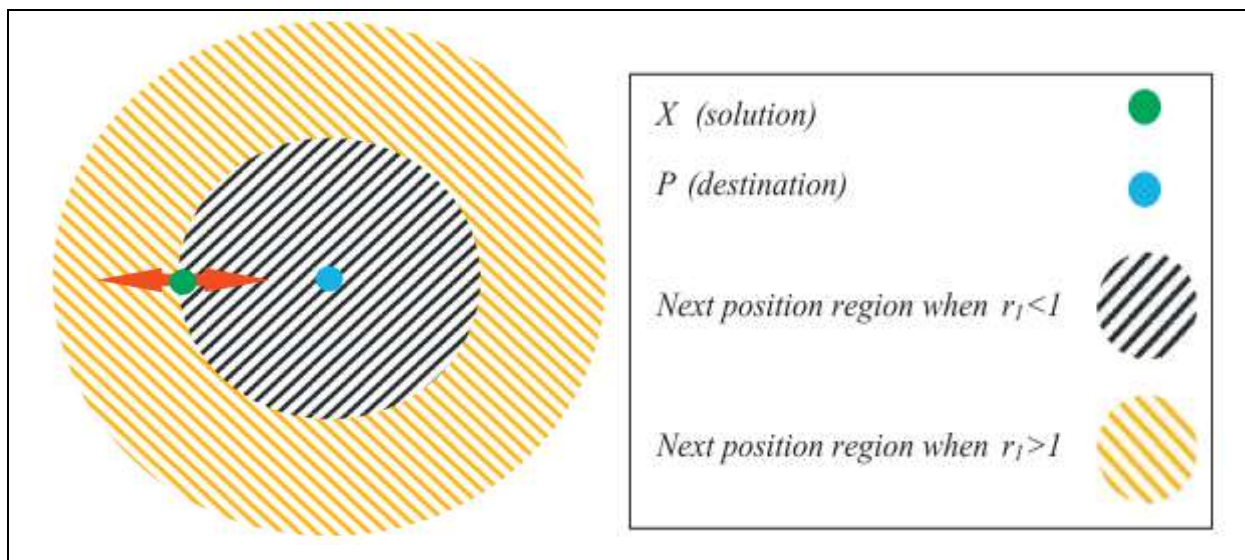 X (solution)
P (destination)
Next position region when r₁<1
Next position region when r₁>1